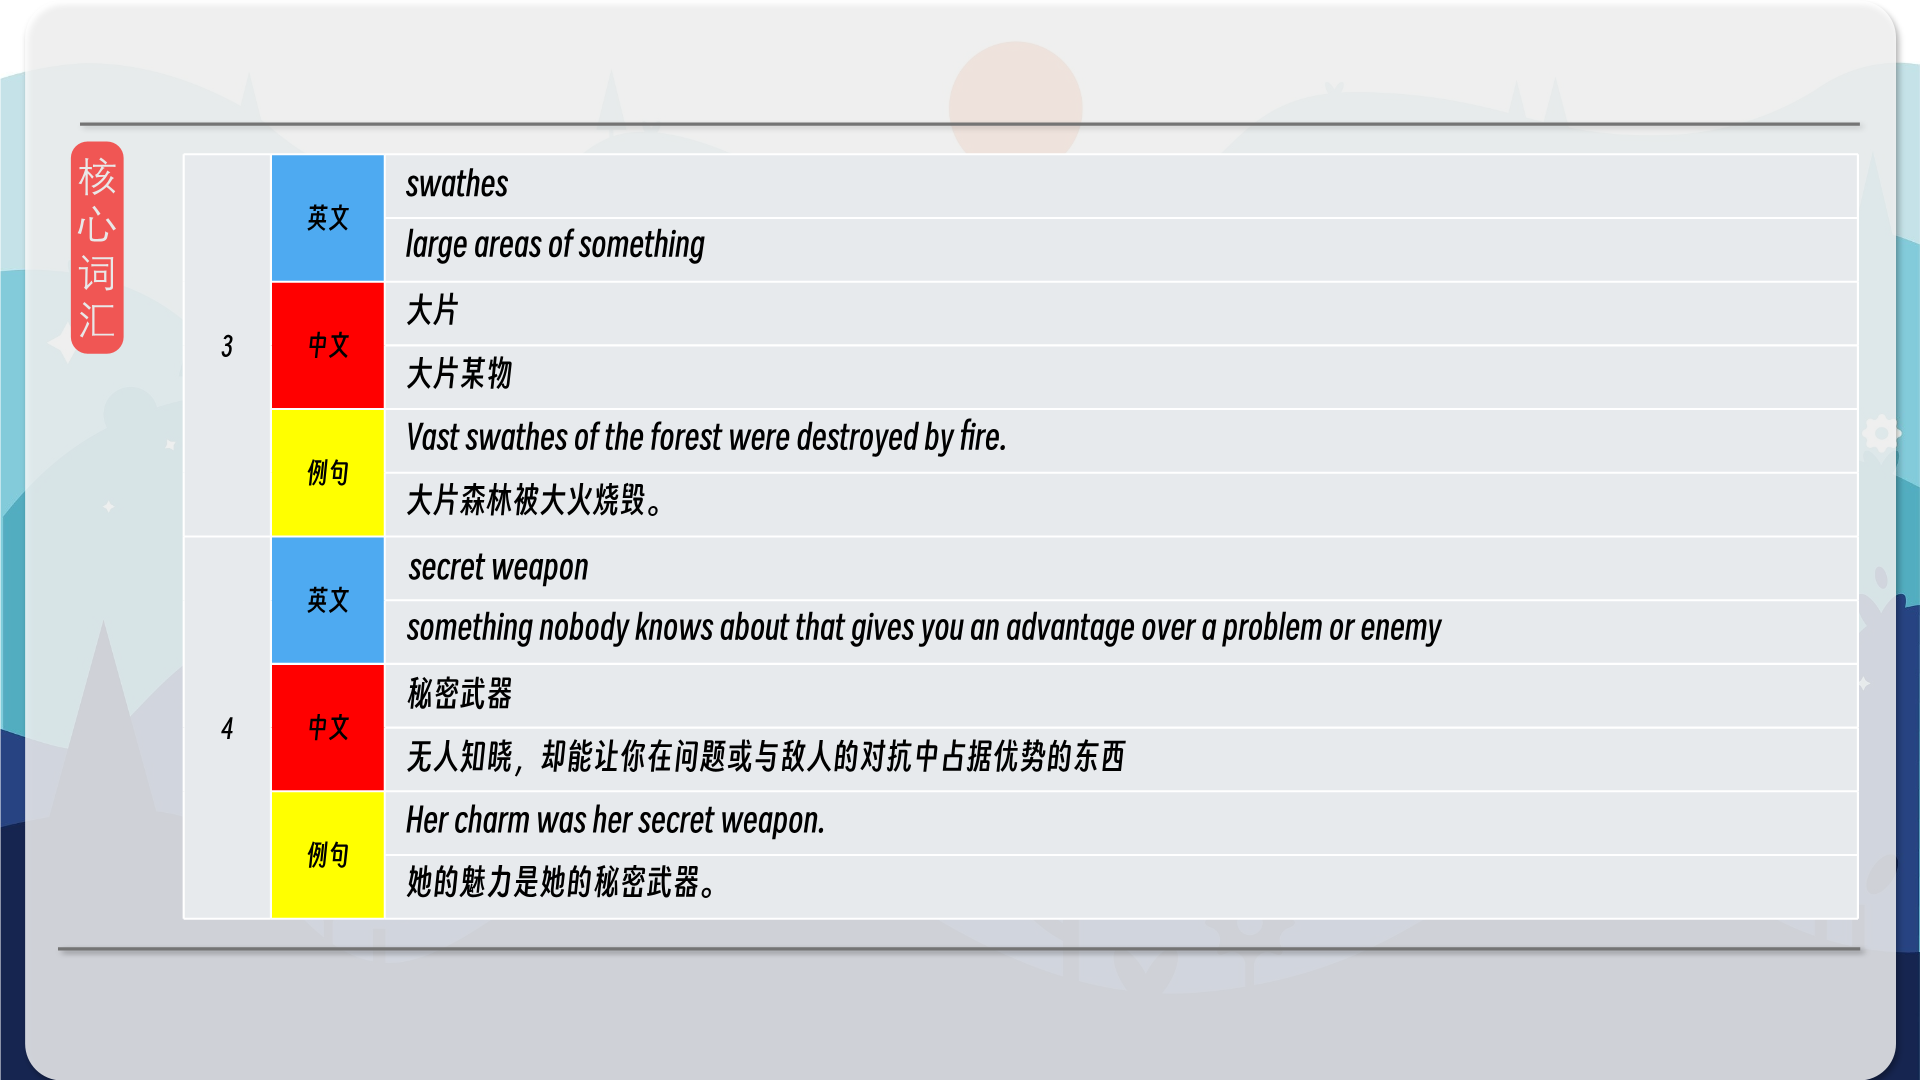 核
心
词
汇
3
英文
swathes
large areas of something
中文
大片
大片某物
例句
Vast swathes of the forest were destroyed by fire.
大片森林被大火烧毁。
4
英文
secret weapon
something nobody knows about that gives you an advantage over a problem or enemy
中文
秘密武器
无人知晓，却能让你在问题或与敌人的对抗中占据优势的东西
例句
Her charm was her secret weapon.
她的魅力是她的秘密武器。